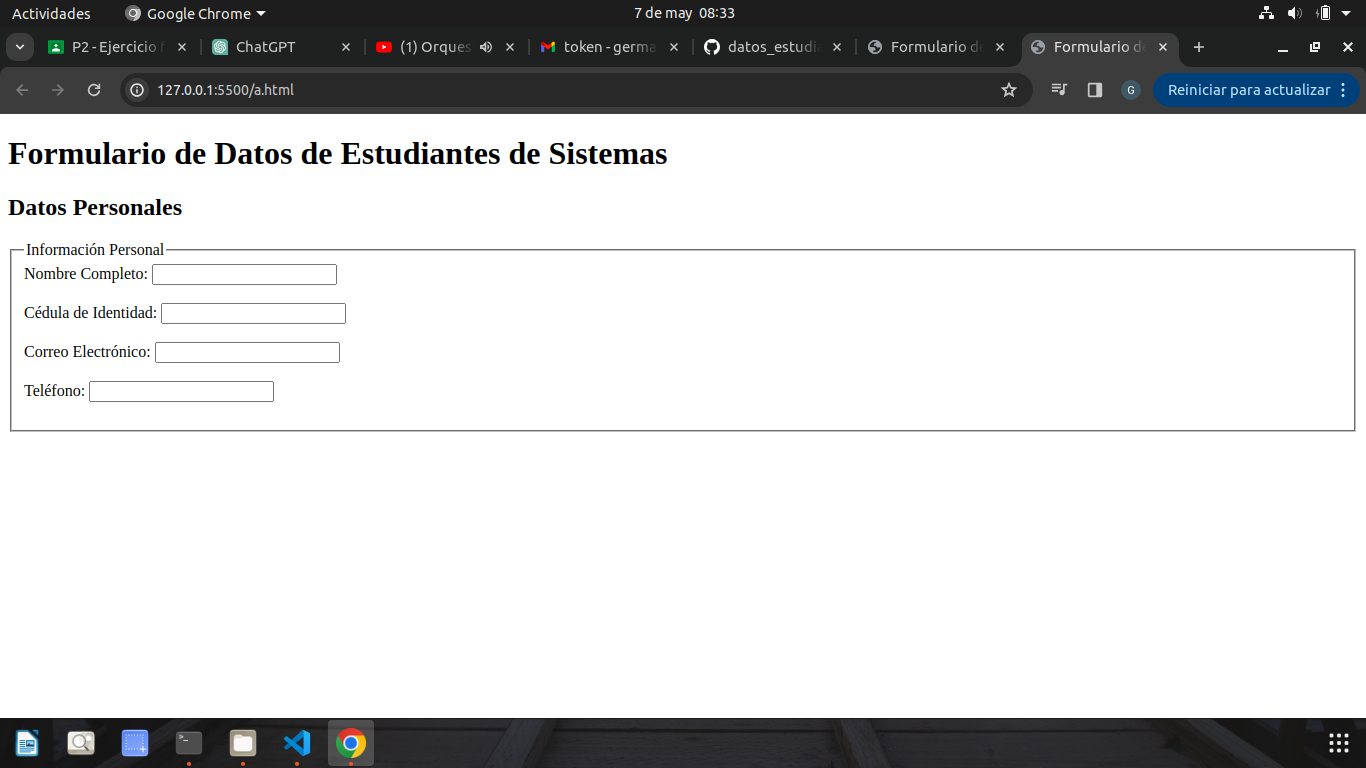 Actividades Google Chrome 7 de may 08:33
P2 - Ejercicio ChatGPT (1) Orques token - germa datos_estudi Formulario de Formulario de
127.0.0.1:5500/a.html G Reiniciar para actualizar
Formulario de Datos de Estudiantes de Sistemas
Datos Personales
Información Personal
Nombre Completo:
Cédula de Identidad:
Correo Electrónico:
Teléfono: